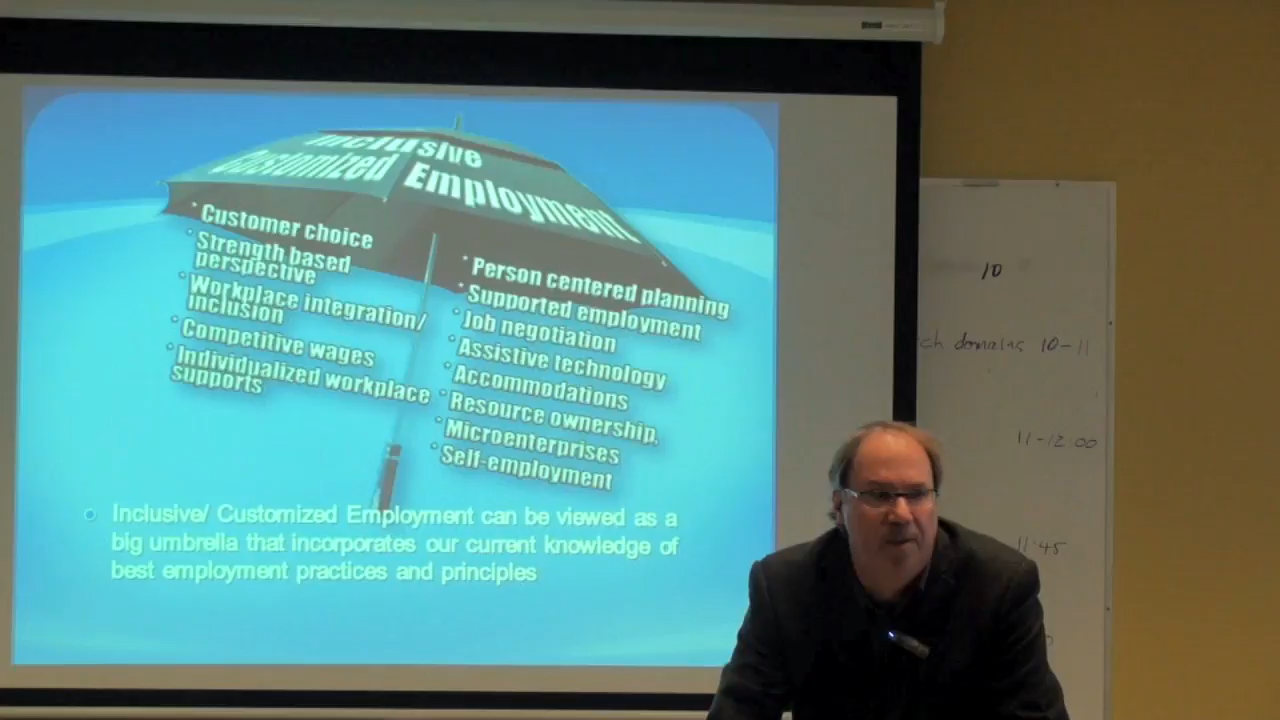 Inclusive
Customized Employment
• Customer choice
• Strength based
perspective
• Workplace integration/
inclusion
• Competitive wages
• Individualized workplace
supports
• Person centered planning
• Supported employment
• Job negotiation
• Assistive technology
• Accommodations
• Resource ownership,
• Microenterprises
• Self-employment
Inclusive/ Customized Employment can be viewed as a
big umbrella that incorporates our current knowledge of
best employment practices and principles
10
domains 10-11
11-12:00
11:45